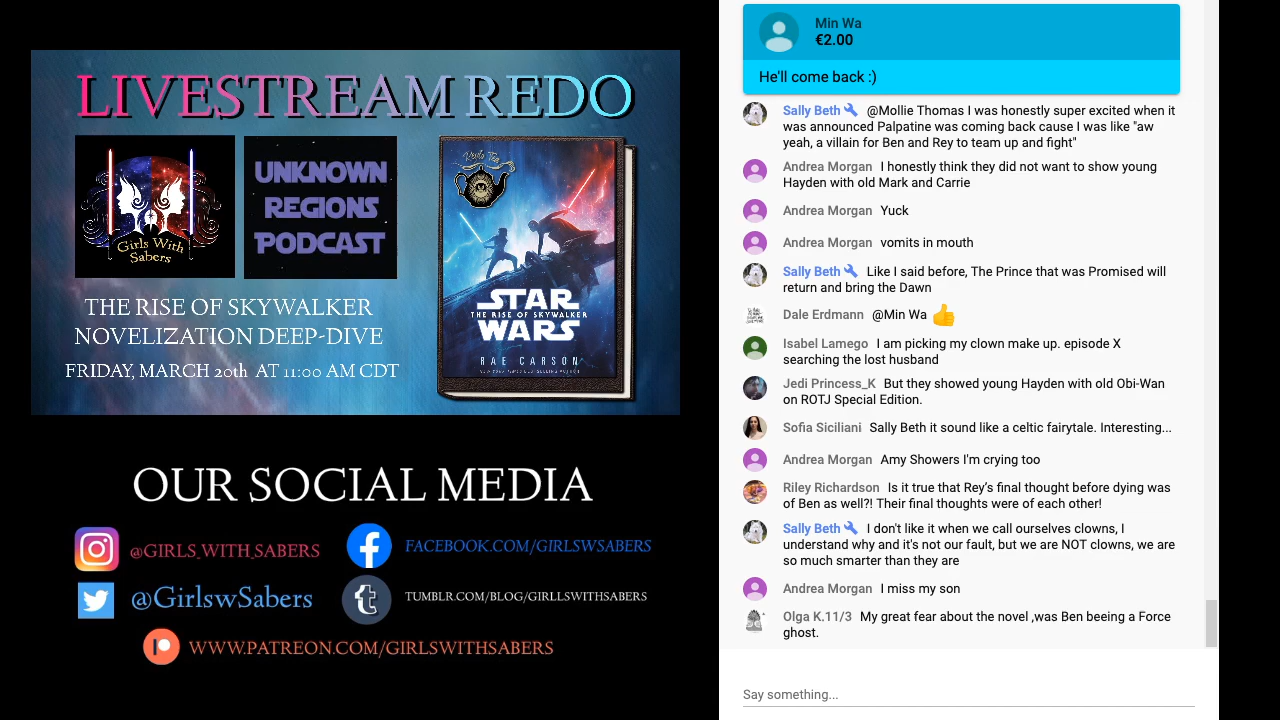 LIVESTREAM REDO
Girls With
Sabers
UNKNOWN
REGIONS
PODCAST
THE RISE OF SKYWALKER
NOVELIZATION DEEP-DIVE
FRIDAY, MARCH 20th AT 11:00 AM CDT
STAR
THE RISE OF SKYWALKER
WARS
RAE CARSON
OUR SOCIAL MEDIA
@GIRLS_WITH_SABERS
FACEBOOK.COM/GIRLSWSABERS
@GirlswSabers
TUMBLR.COM/BLOG/GIRLLSWITHSABERS
WWW.PATREON.COM/GIRLSWITHSABERS
Min Wa
€2.00
He'll come back :)
Sally Beth @Mollie Thomas I was honestly super excited when it
was announced Palpatine was coming back cause I was like "aw
yeah, a villain for Ben and Rey to team up and fight"
Andrea Morgan I honestly think they did not want to show young
Hayden with old Mark and Carrie
Andrea Morgan Yuck
Andrea Morgan vomits in mouth
Sally Beth Like I said before, The Prince that was Promised will
return and bring the Dawn
Dale Erdmann @Min Wa 👍
Isabel Lamego I am picking my clown make up. episode X
searching the lost husband
Jedi Princess_K But they showed young Hayden with old Obi-Wan
on ROTJ Special Edition.
Sofia Siciliani Sally Beth it sound like a celtic fairytale. Interesting...
Andrea Morgan Amy Showers I'm crying too
Riley Richardson Is it true that Rey's final thought before dying was
of Ben as well?! Their final thoughts were of each other!
Sally Beth I don't like it when we call ourselves clowns, I
understand why and it's not our fault, but we are NOT clowns, we are
so much smarter than they are
Andrea Morgan I miss my son
Olga K.11/3 My great fear about the novel ,was Ben beeing a Force
ghost.
Say something...